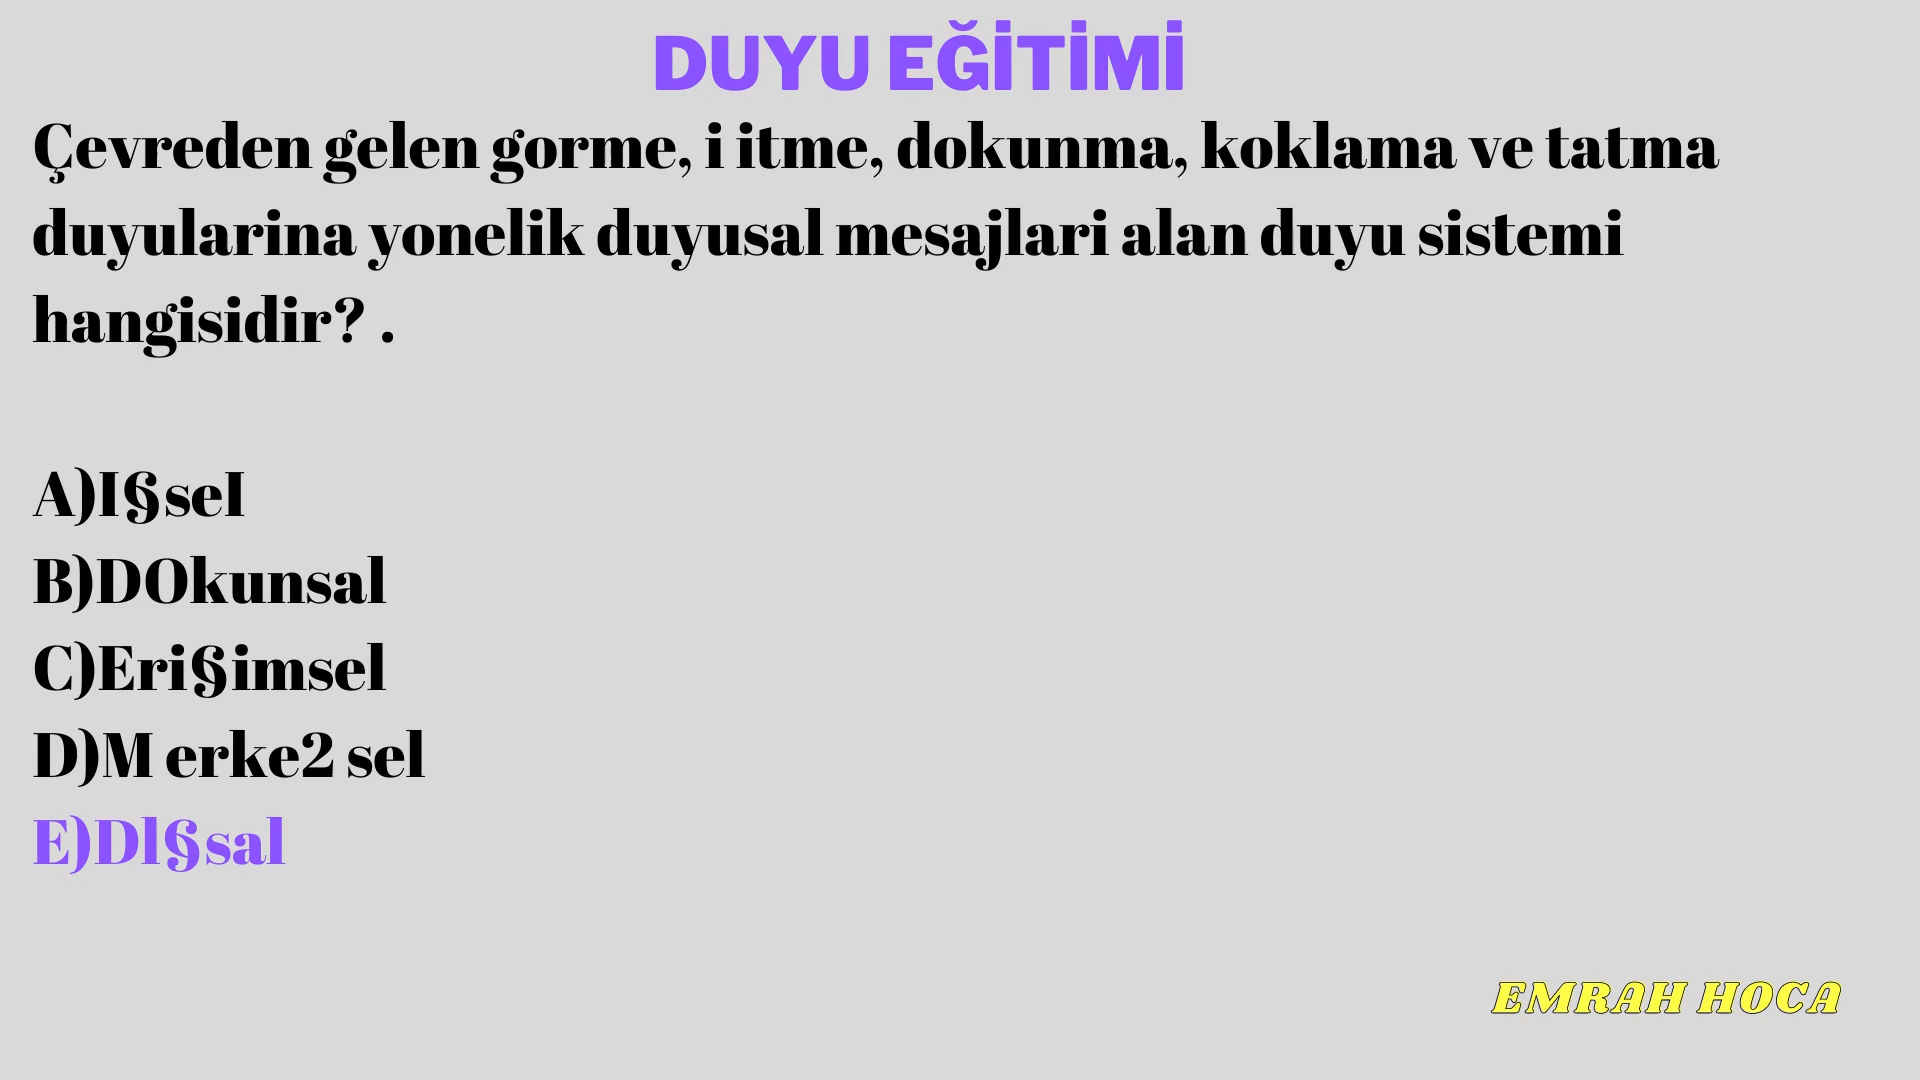 DUYU EĞİTİMİ
Çevreden gelen gorme, i itme, dokunma, koklama ve tatma
duyularina yonelik duyusal mesajlari alan duyu sistemi
hangisidir? .
A)I§seI
B)DOkunsal
C)Eri§imsel
D)M erke2 sel
E)Dl§sal
EMRAH HOCA